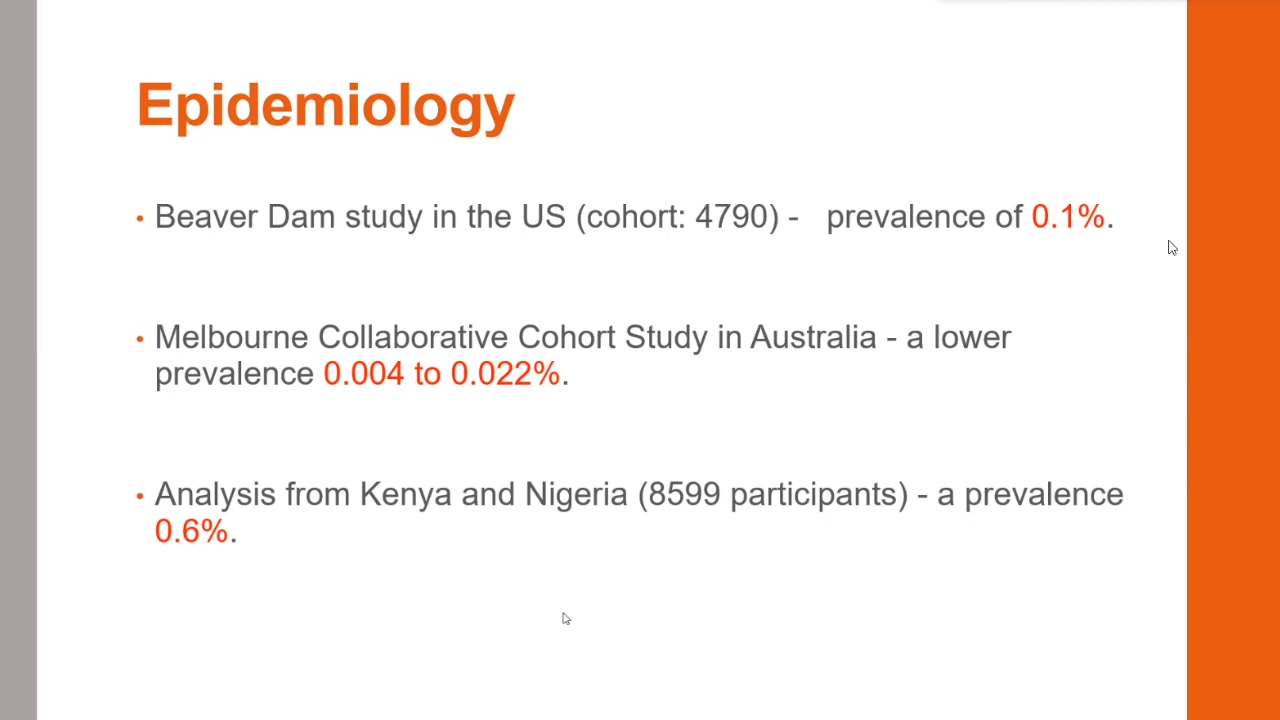 Epidemiology
• Beaver Dam study in the US (cohort: 4790) - prevalence of 0.1%.
• Melbourne Collaborative Cohort Study in Australia - a lower
prevalence 0.004 to 0.022%.
• Analysis from Kenya and Nigeria (8599 participants) - a prevalence
0.6%.